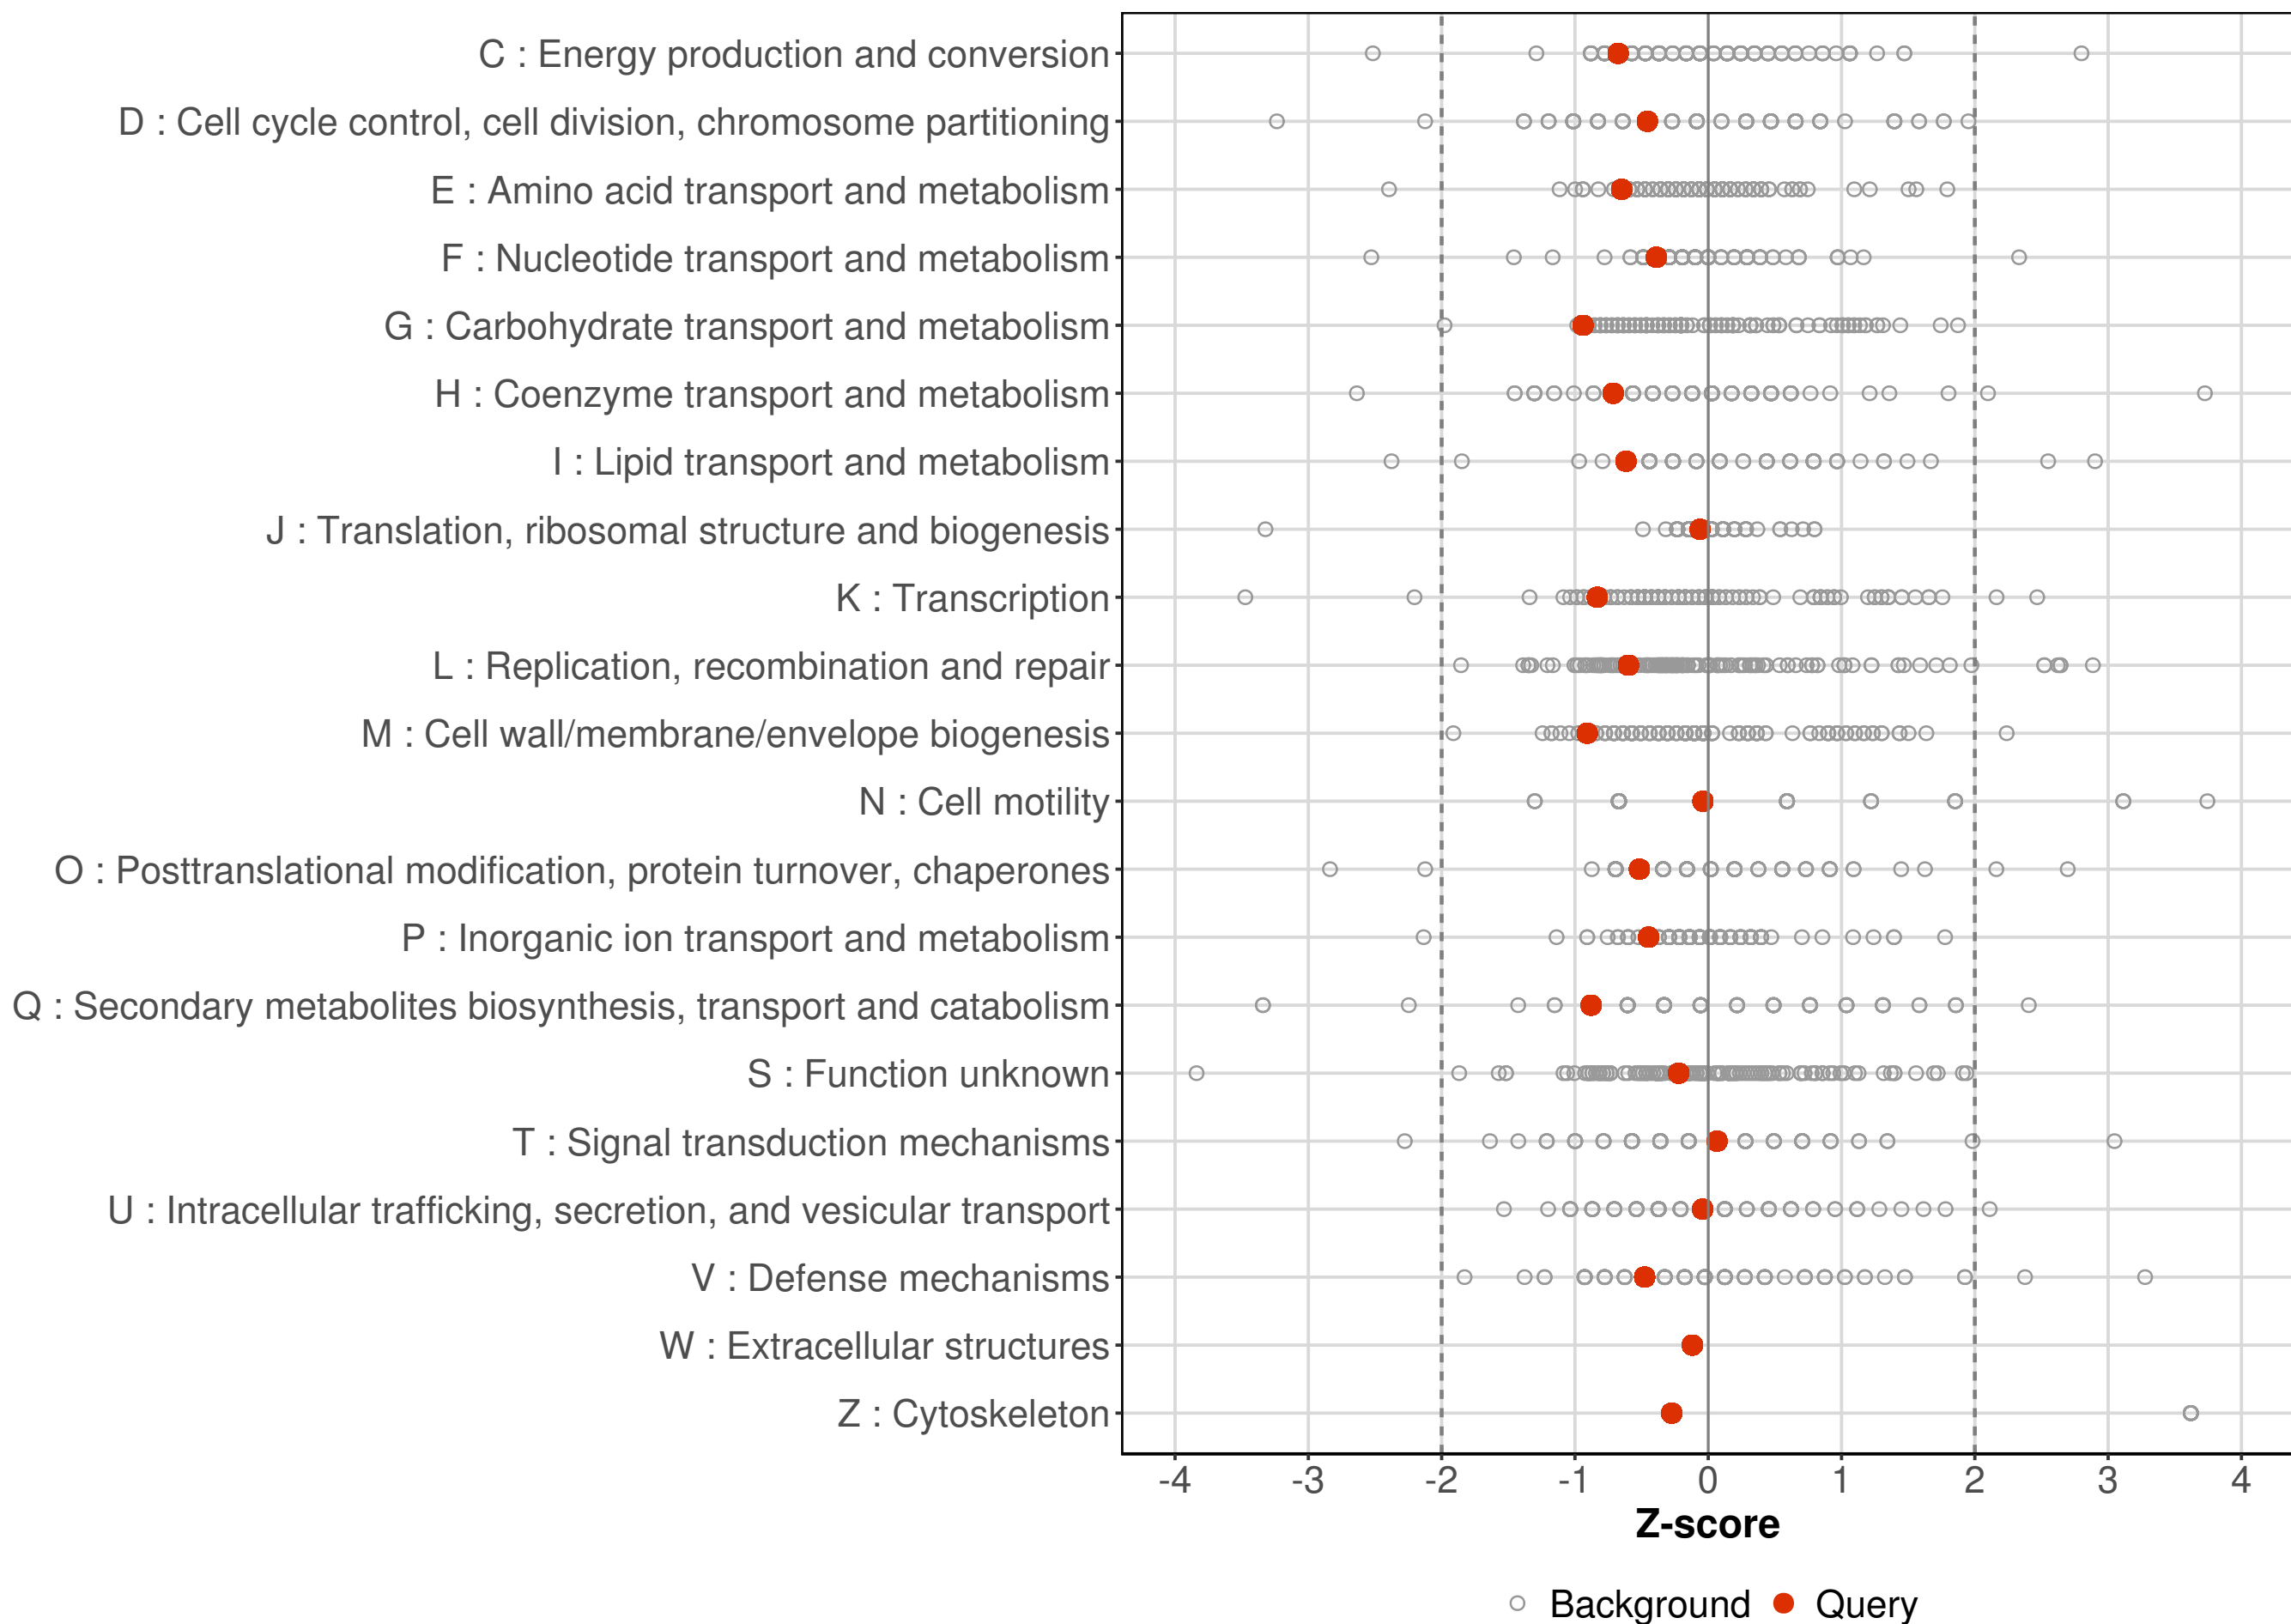 C : Energy production and conversion
D : Cell cycle control, cell division, chromosome partitioning
E : Amino acid transport and metabolism
F : Nucleotide transport and metabolism
G : Carbohydrate transport and metabolism
H : Coenzyme transport and metabolism
I : Lipid transport and metabolism
J : Translation, ribosomal structure and biogenesis
K : Transcription
L : Replication, recombination and repair
M : Cell wall/membrane/envelope biogenesis
N : Cell motility
O : Posttranslational modification, protein turnover, chaperones
P : Inorganic ion transport and metabolism
Q : Secondary metabolites biosynthesis, transport and catabolism
S : Function unknown
T : Signal transduction mechanisms
U : Intracellular trafficking, secretion, and vesicular transport
V : Defense mechanisms
W : Extracellular structures
Z : Cytoskeleton
-4 -3 -2 -1 0 1 2 3 4
Z-score
Background Query